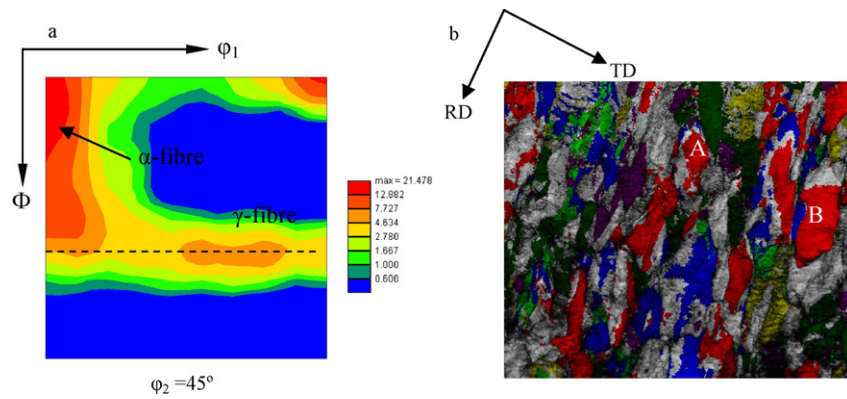 a
φ1
Φ
α-fibre
γ-fibre
max = 21.478
12.882
7.727
4.634
2.780
1.667
1.000
0.600
φ2 =45º
b
TD
RD
A
B